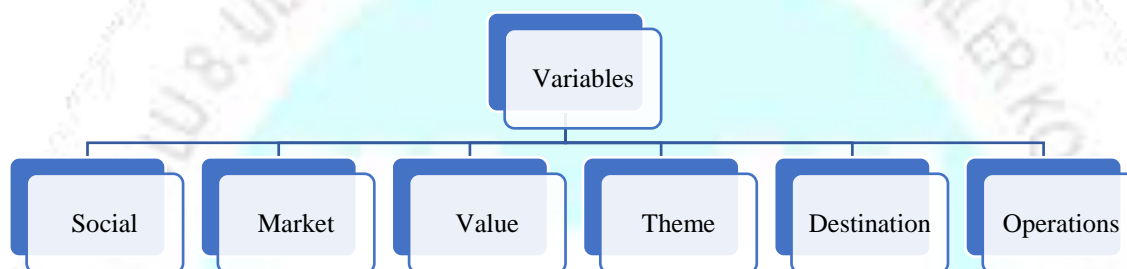 Variables
Social
Market
Value
Theme
Destination
Operations